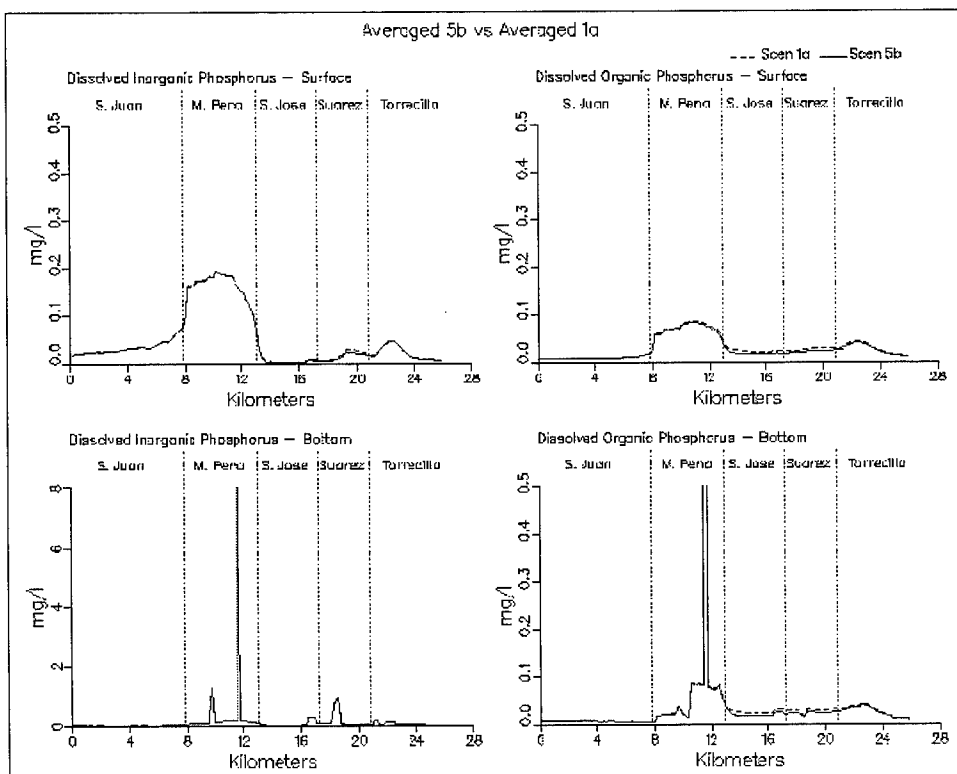 Averaged 5b vs Averaged 1a
Scen 1a Scen 5b
Dissolved Inorganic Phosphorus – Surface
S. Juan M. Pena S. Jose Suarez Torrecilla
mg/l
0.0 0.1 0.2 0.3 0.4 0.5
0 4 8 12 16 20 24 28
Kilometers
Dissolved Organic Phosphorus – Surface
S. Juan M. Pena S. Jose Suarez Torrecilla
mg/l
0.0 0.1 0.2 0.3 0.4 0.5
0 4 8 12 16 20 24 28
Kilometers
Dissolved Inorganic Phosphorus – Bottom
S. Juan M. Pena S. Jose Suarez Torrecilla
mg/l
0 2 4 6 8
0 4 8 12 16 20 24 28
Kilometers
Dissolved Organic Phosphorus – Bottom
S. Juan M. Pena S. Jose Suarez Torrecilla
mg/l
0.0 0.1 0.2 0.3 0.4 0.5
0 4 8 12 16 20 24 28
Kilometers